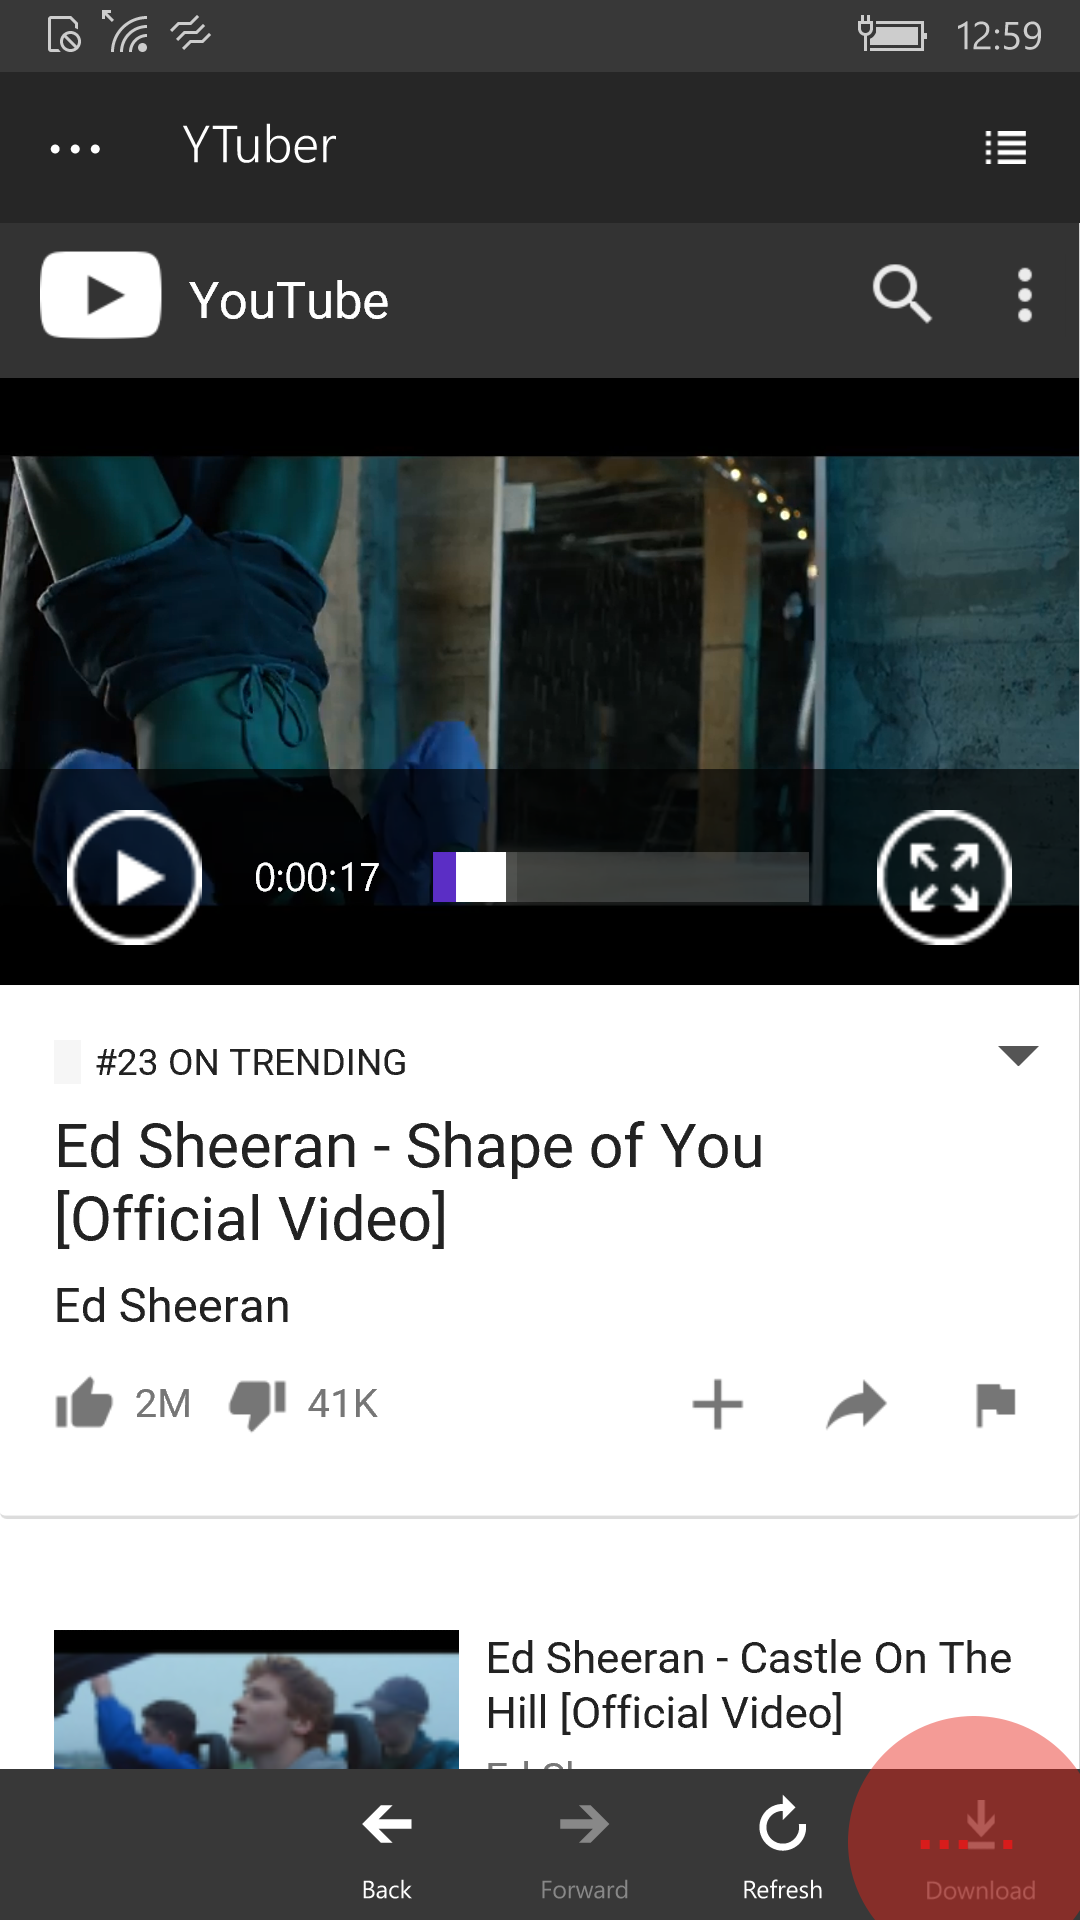 12:59
YTuber
YouTube
0:00:17
#23 ON TRENDING
Ed Sheeran - Shape of You
[Official Video]
Ed Sheeran
2M 41K
Ed Sheeran - Castle On The
Hill [Official Video]
Back Forward Refresh Download